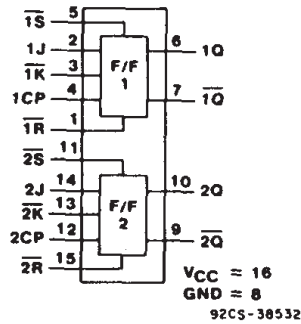 1S̅ 5
1J 2
1K̅ 3
1CP 4
1R̅ 1
F/F
1
6 1Q
7 1Q̅
2S̅ 11
2J 14
2K̅ 13
2CP 12
2R̅ 15
F/F
2
10 2Q
9 2Q̅
VCC = 16
GND = 8
92CS-38532